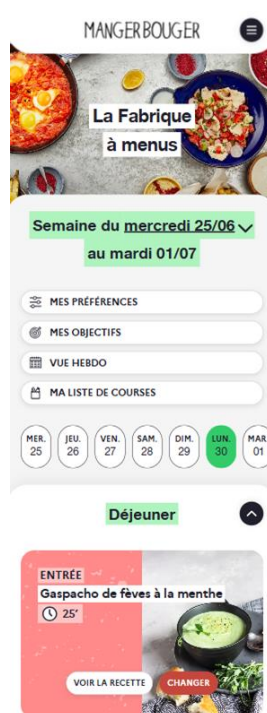 MANGER BOUGER
La Fabrique
à menus
Semaine du mercredi 25/06
au mardi 01/07
MES PRÉFÉRENCES
MES OBJECTIFS
VUE HEBDO
MA LISTE DE COURSES
MER. JEU. VEN. SAM. DIM. LUN. MAR
25 26 27 28 29 30 01
Déjeuner
ENTRÉE
Gaspacho de fèves à la menthe
25'
VOIR LA RECETTE CHANGER